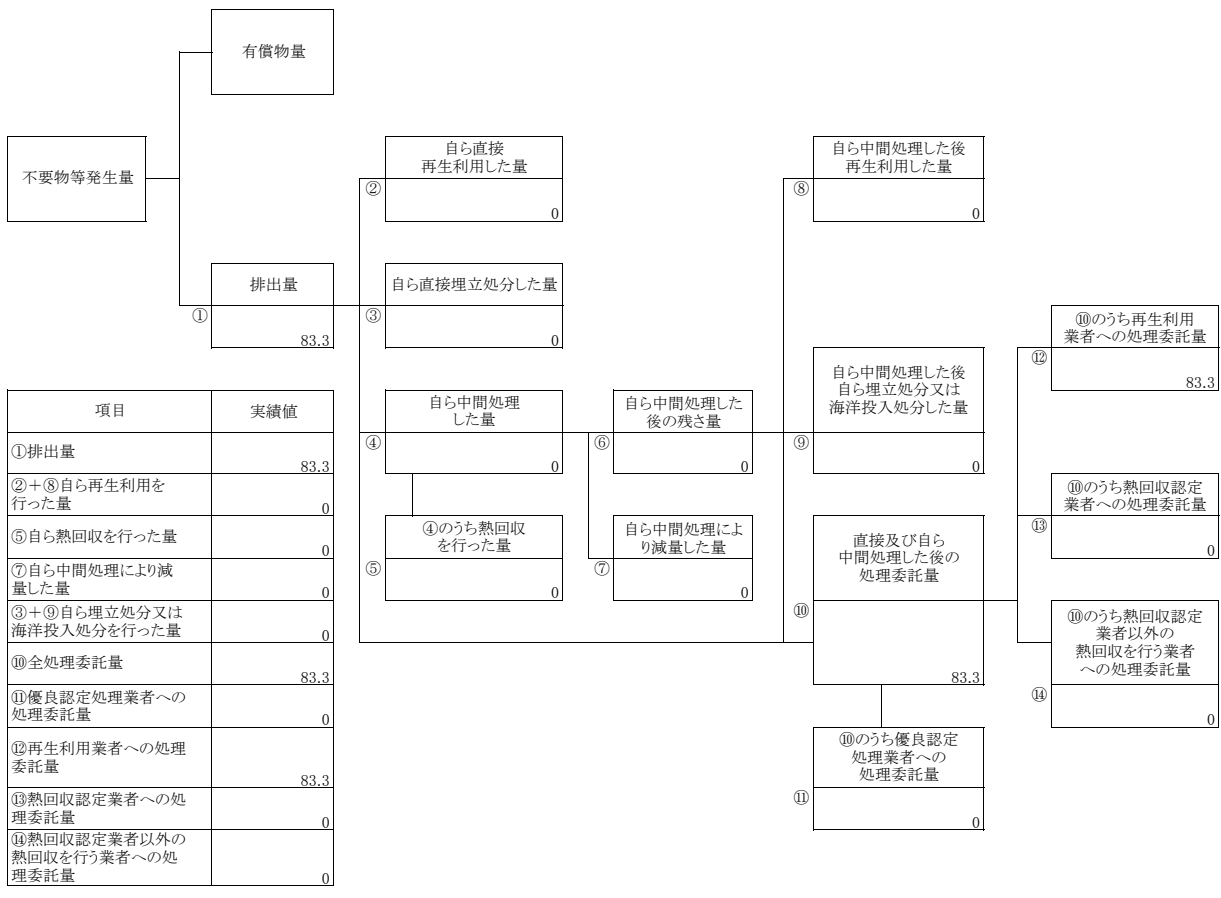 有償物量
不要物等発生量
排出量
①
83.3
自ら直接
再生利用した量
②
0
自ら直接埋立処分した量
③
0
自ら中間処理
した量
④
0
④のうち熱回収
を行った量
⑤
0
自ら中間処理した
後の残さ量
⑥
0
自ら中間処理によ
り減量した量
⑦
0
自ら中間処理した後
再生利用した量
⑧
0
自ら中間処理した後
自ら埋立処分又は
海洋投入処分した量
⑨
0
直接及び自ら
中間処理した後の
処理委託量
⑩
83.3
⑩のうち優良認定
処理業者への
処理委託量
⑪
0
⑩のうち再生利用
業者への処理委託量
⑫
83.3
⑩のうち熱回収認定
業者への処理委託量
⑬
0
⑩のうち熱回収認定
業者以外の
熱回収を行う業者
への処理委託量
⑭
0
項目 実績値
①排出量
83.3
②+⑧自ら再生利用を
行った量
0
⑤自ら熱回収を行った量
0
⑦自ら中間処理により減
量した量
0
③+⑨自ら埋立処分又は
海洋投入処分を行った量
0
⑩全処理委託量
83.3
⑪優良認定処理業者への
処理委託量
0
⑫再生利用業者への処理
委託量
83.3
⑬熱回収認定業者への処
理委託量
0
⑭熱回収認定業者以外の
熱回収を行う業者への処
理委託量
0